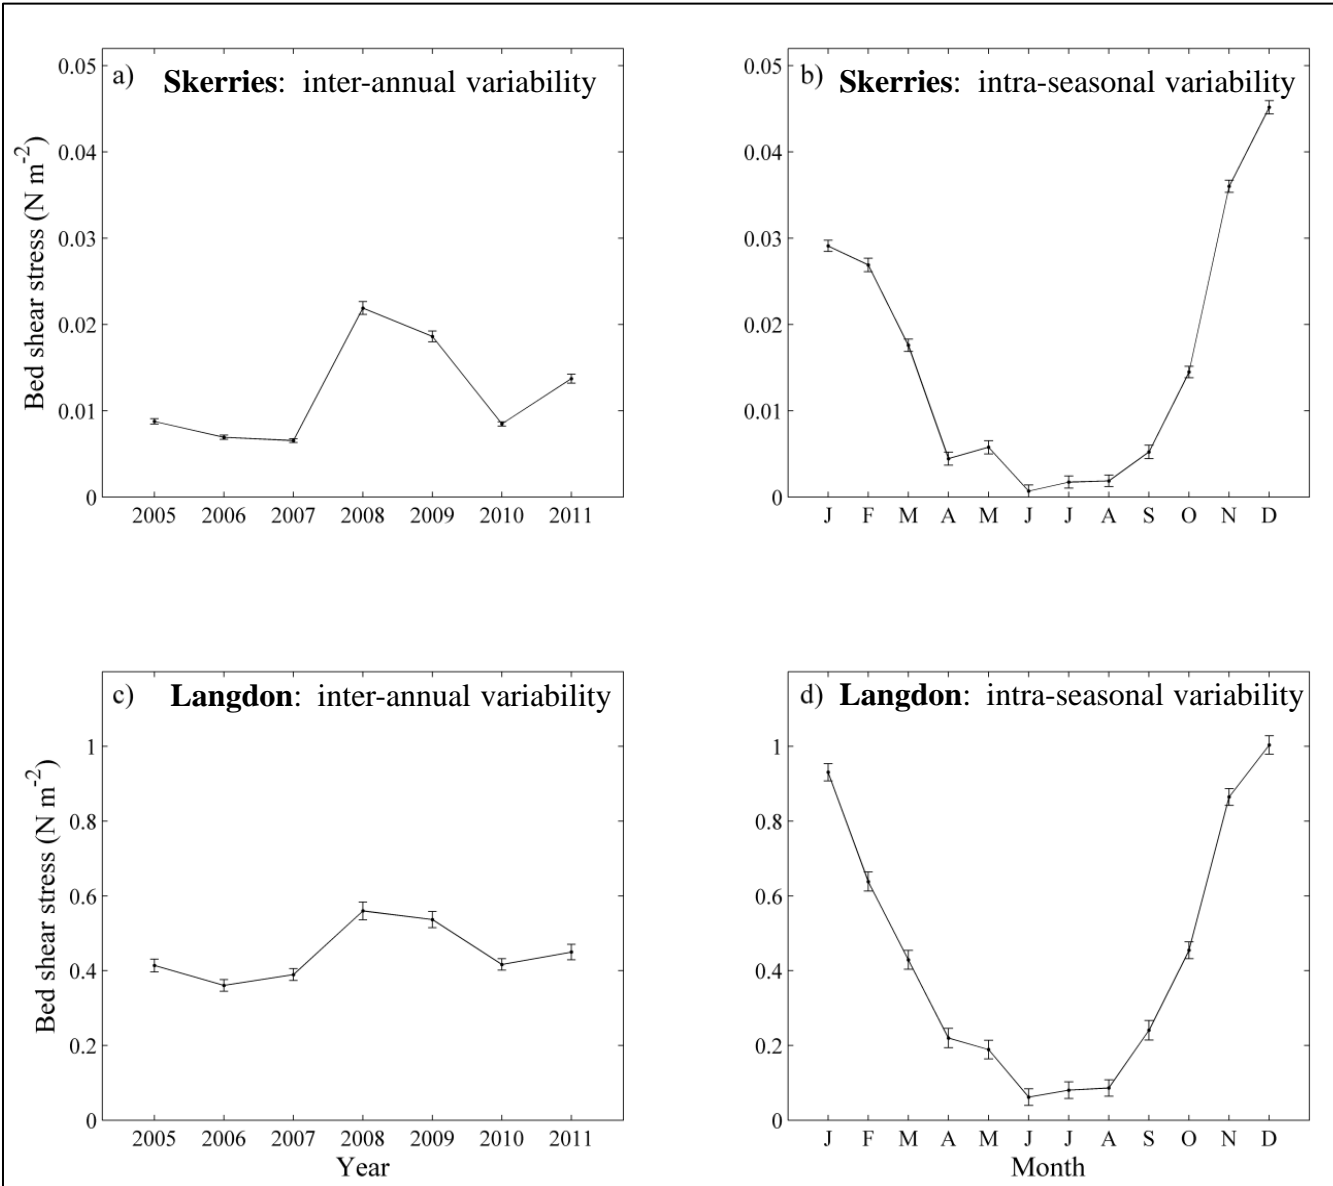 a) Skerries: inter-annual variability
Bed shear stress (N m-2)
0.05
0.04
0.03
0.02
0.01
0
2005 2006 2007 2008 2009 2010 2011
b) Skerries: intra-seasonal variability
0.05
0.04
0.03
0.02
0.01
0
J F M A M J J A S O N D
c) Langdon: inter-annual variability
Bed shear stress (N m-2)
1
0.8
0.6
0.4
0.2
0
2005 2006 2007 2008 2009 2010 2011
Year
d) Langdon: intra-seasonal variability
1
0.8
0.6
0.4
0.2
0
J F M A M J J A S O N D
Month